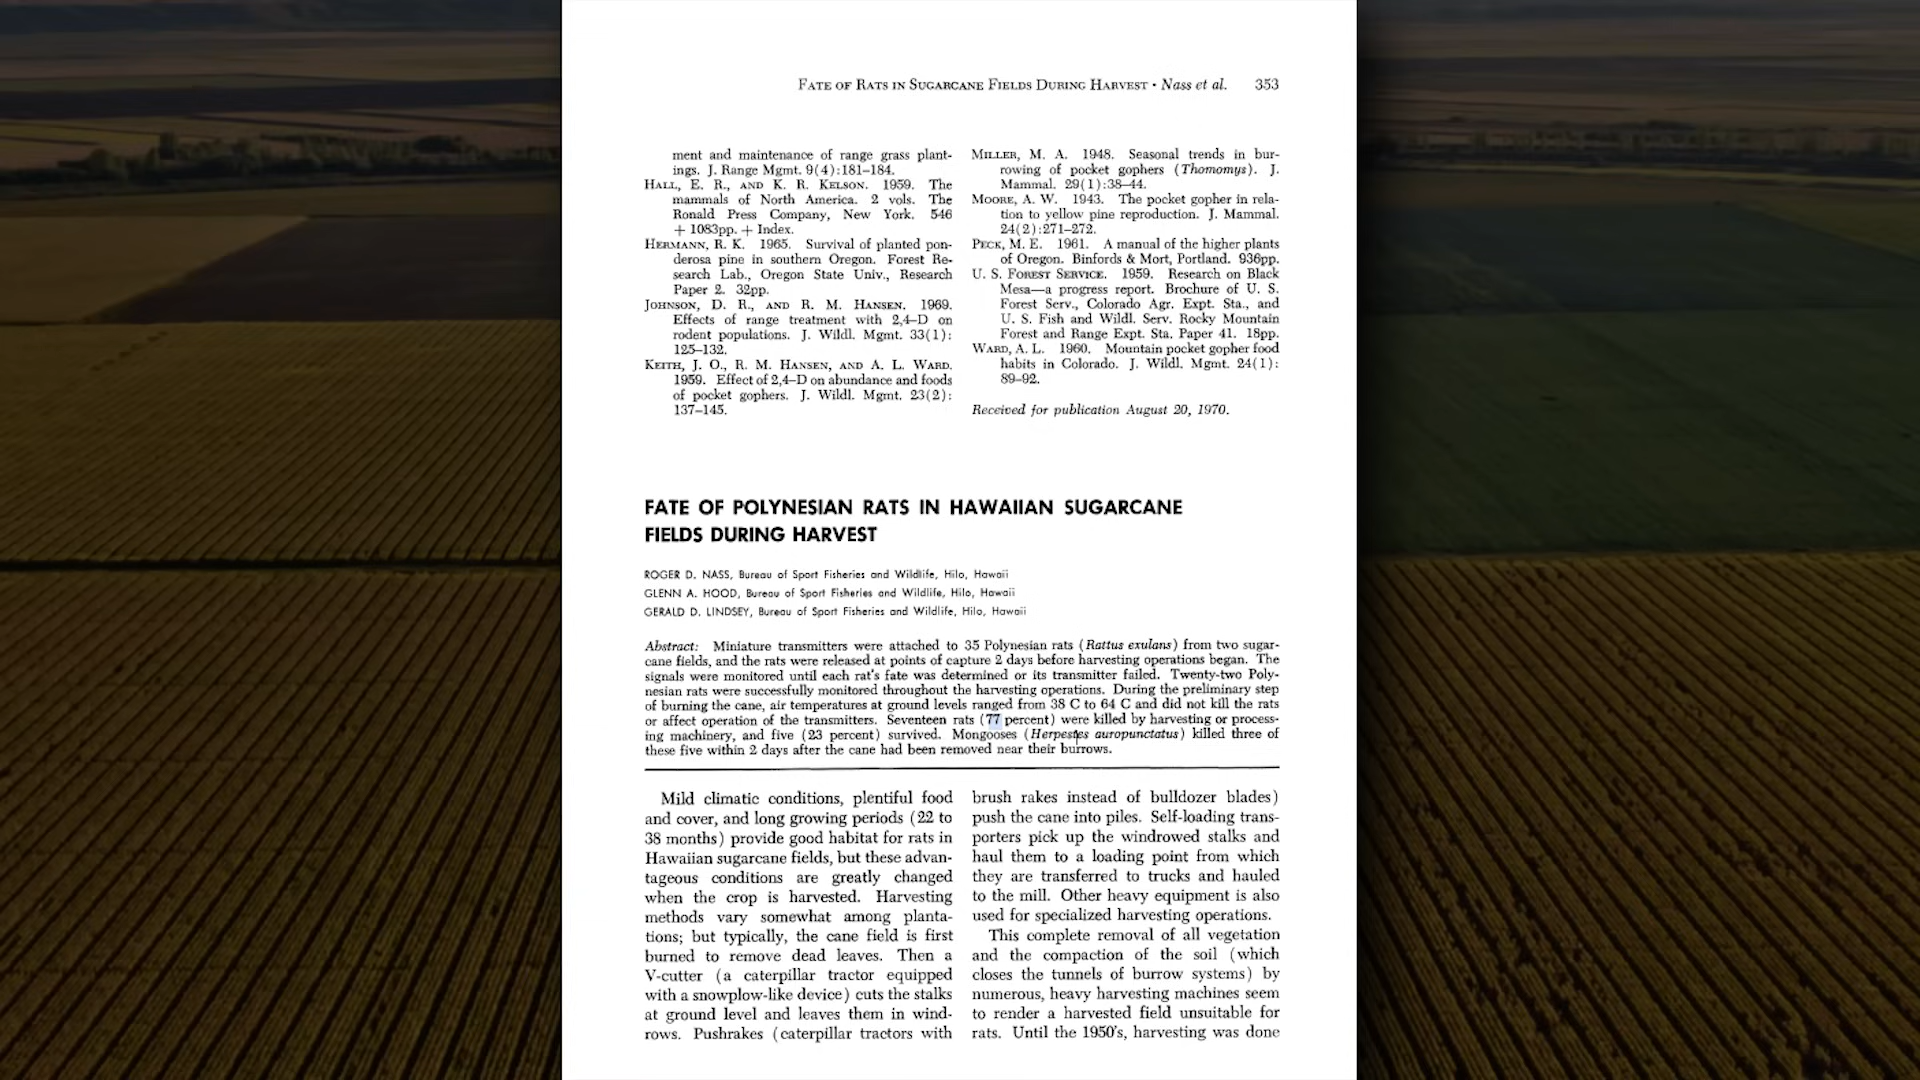 FATE OF RATS IN SUGARCANE FIELDS DURING HARVEST • Nass et al. 353
ment and maintenance of range grass plant-
ings. J. Range Mgmt. 9(4):181–184.
HALL, E. R., AND K. R. KELSON. 1959. The
mammals of North America. 2 vols. The
Ronald Press Company, New York. 546
+ 1083pp. + Index.
HERMANN, R. K. 1965. Survival of planted pon-
derosa pine in southern Oregon. Forest Re-
search Lab., Oregon State Univ., Research
Paper 2. 32pp.
JOHNSON, D. R., AND R. M. HANSEN. 1969.
Effects of range treatment with 2,4–D on
rodent populations. J. Wildl. Mgmt. 33(1):
125–132.
KEITH, J. O., R. M. HANSEN, AND A. L. WARD.
1959. Effect of 2,4–D on abundance and foods
of pocket gophers. J. Wildl. Mgmt. 23(2):
137–145.
MILLER, M. A. 1948. Seasonal trends in bur-
rowing of pocket gophers (Thomomys). J.
Mammal. 29(1):38–44.
MOORE, A. W. 1943. The pocket gopher in rela-
tion to yellow pine reproduction. J. Mammal.
24(2):271–272.
PECK, M. E. 1961. A manual of the higher plants
of Oregon. Binfords & Mort, Portland. 936pp.
U. S. FOREST SERVICE. 1959. Research on Black
Mesa—a progress report. Brochure of U. S.
Forest Serv., Colorado Agr. Expt. Sta., and
U. S. Fish and Wildl. Serv. Rocky Mountain
Forest and Range Expt. Sta. Paper 41. 18pp.
WARD, A. L. 1960. Mountain pocket gopher food
habits in Colorado. J. Wildl. Mgmt. 24(1):
89–92.
Received for publication August 20, 1970.
FATE OF POLYNESIAN RATS IN HAWAIIAN SUGARCANE
FIELDS DURING HARVEST
ROGER D. NASS, Bureau of Sport Fisheries and Wildlife, Hilo, Hawaii
GLENN A. HOOD, Bureau of Sport Fisheries and Wildlife, Hilo, Hawaii
GERALD D. LINDSEY, Bureau of Sport Fisheries and Wildlife, Hilo, Hawaii
Abstract: Miniature transmitters were attached to 35 Polynesian rats (Rattus exulans) from two sugar-
cane fields, and the rats were released at points of capture 2 days before harvesting operations began. The
signals were monitored until each rat's fate was determined or its transmitter failed. Twenty-two Poly-
nesian rats were successfully monitored throughout the harvesting operations. During the preliminary step
of burning the cane, air temperatures at ground levels ranged from 38 C to 64 C and did not kill the rats
or affect operation of the transmitters. Seventeen rats (77 percent) were killed by harvesting or process-
ing machinery, and five (23 percent) survived. Mongooses (Herpestes auropunctatus) killed three of
these five within 2 days after the cane had been removed near their burrows.
Mild climatic conditions, plentiful food
and cover, and long growing periods (22 to
38 months) provide good habitat for rats in
Hawaiian sugarcane fields, but these advan-
tageous conditions are greatly changed
when the crop is harvested. Harvesting
methods vary somewhat among planta-
tions; but typically, the cane field is first
burned to remove dead leaves. Then a
V-cutter (a caterpillar tractor equipped
with a snowplow-like device) cuts the stalks
at ground level and leaves them in wind-
rows. Pushrakes (caterpillar tractors with
brush rakes instead of bulldozer blades)
push the cane into piles. Self-loading trans-
porters pick up the windrowed stalks and
haul them to a loading point from which
they are transferred to trucks and hauled
to the mill. Other heavy equipment is also
used for specialized harvesting operations.
This complete removal of all vegetation
and the compaction of the soil (which
closes the tunnels of burrow systems) by
numerous, heavy harvesting machines seem
to render a harvested field unsuitable for
rats. Until the 1950's, harvesting was done